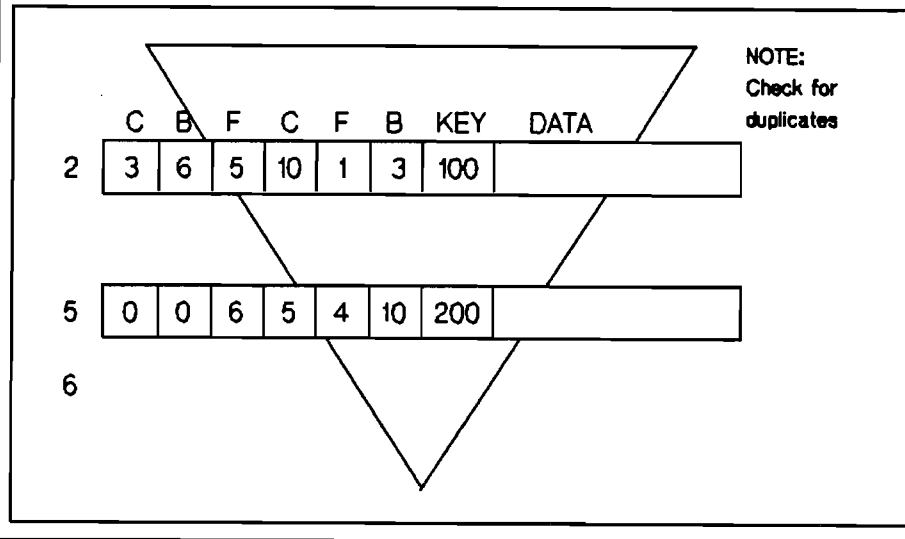 NOTE:
Check for
duplicates
C B F C F B KEY DATA
2 3 6 5 10 1 3 100
5 0 0 6 5 4 10 200
6